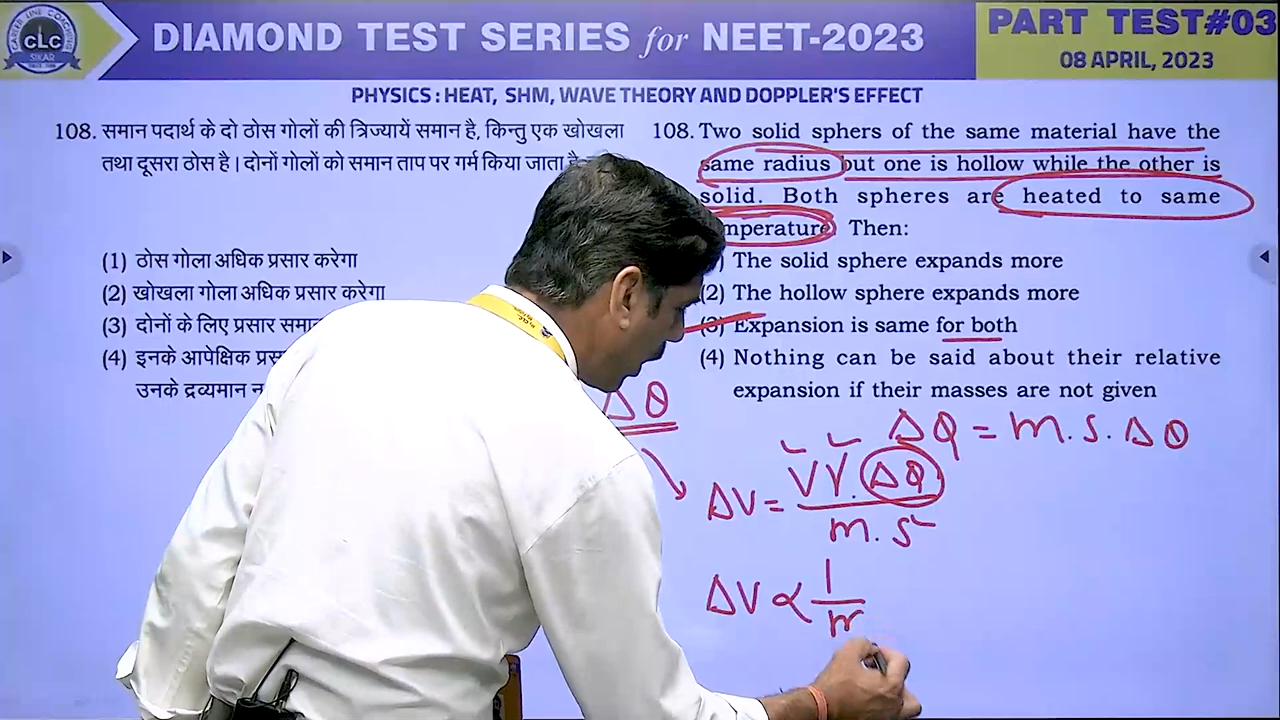 CAREER LINE COACHING
CLC
SIKAR
DIAMOND TEST SERIES for NEET-2023
PART TEST#03
08 APRIL, 2023
PHYSICS : HEAT, SHM, WAVE THEORY AND DOPPLER'S EFFECT
108. समान पदार्थ के दो ठोस गोलों की त्रिज्यायें समान है, किन्तु एक खोखला
तथा दूसरा ठोस है। दोनों गोलों को समान ताप पर गर्म किया जाता है
(1) ठोस गोला अधिक प्रसार करेगा
(2) खोखला गोला अधिक प्रसार करेगा
(3) दोनों के लिए प्रसार
(4) इनके आपेक्षिक
उनके द्रव्यमान
108. Two solid sphers of the same material have the
same radius but one is hollow while the other is
solid. Both spheres are heated to same
Then:
The solid sphere expands more
(2) The hollow sphere expands more
(3) Expansion is same for both
(4) Nothing can be said about their relative
expansion if their masses are not given
Δθ
ΔQ = m.s.Δθ
ΔV = VΥ.ΔQ / m.s
ΔV ∝ 1/m